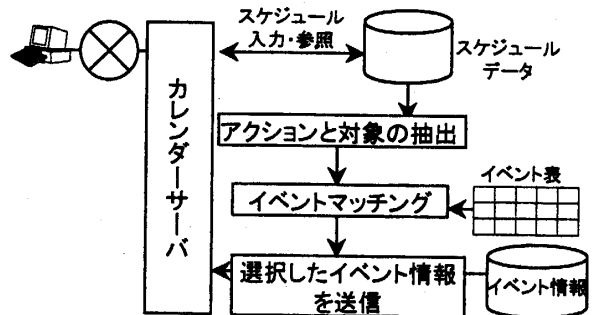 スケジュール
入力・参照
スケジュール
データ
カレンダーサーバ
アクションと対象の抽出
イベント表
イベントマッチング
選択したイベント情報
を送信
イベント情報